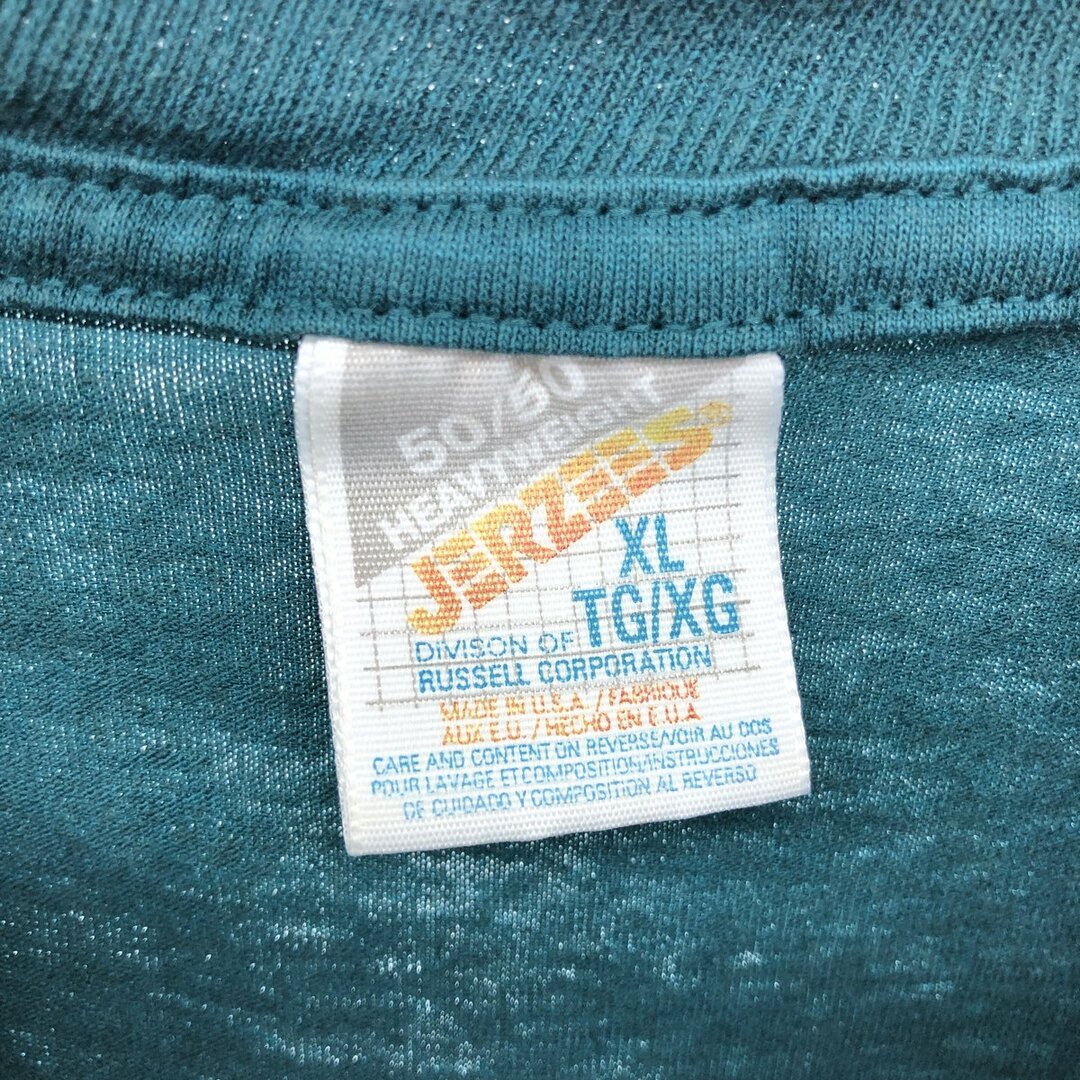 50/50
HEAVYWEIGHT
JERZEES®
XL
TG/XG
DIVISON OF
RUSSELL CORPORATION
MADE IN U.S.A. / FABRIQUE
AUX E.U. / HECHO EN E.U.A
CARE AND CONTENT ON REVERSE/VOIR AU DOS
POUR LAVAGE ET COMPOSITION/INSTRUCCIONES
DE CUIDADO Y COMPOSITION AL REVERSO